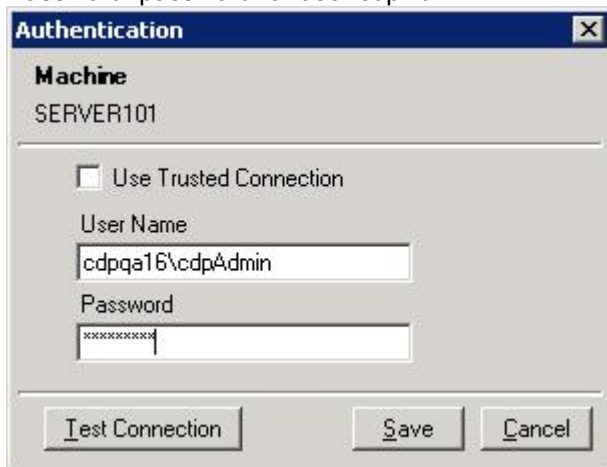 Authentication
Machine
SERVER101
Use Trusted Connection
User Name
cdpqa16\cdpAdmin
Password
*********
Test Connection Save Cancel